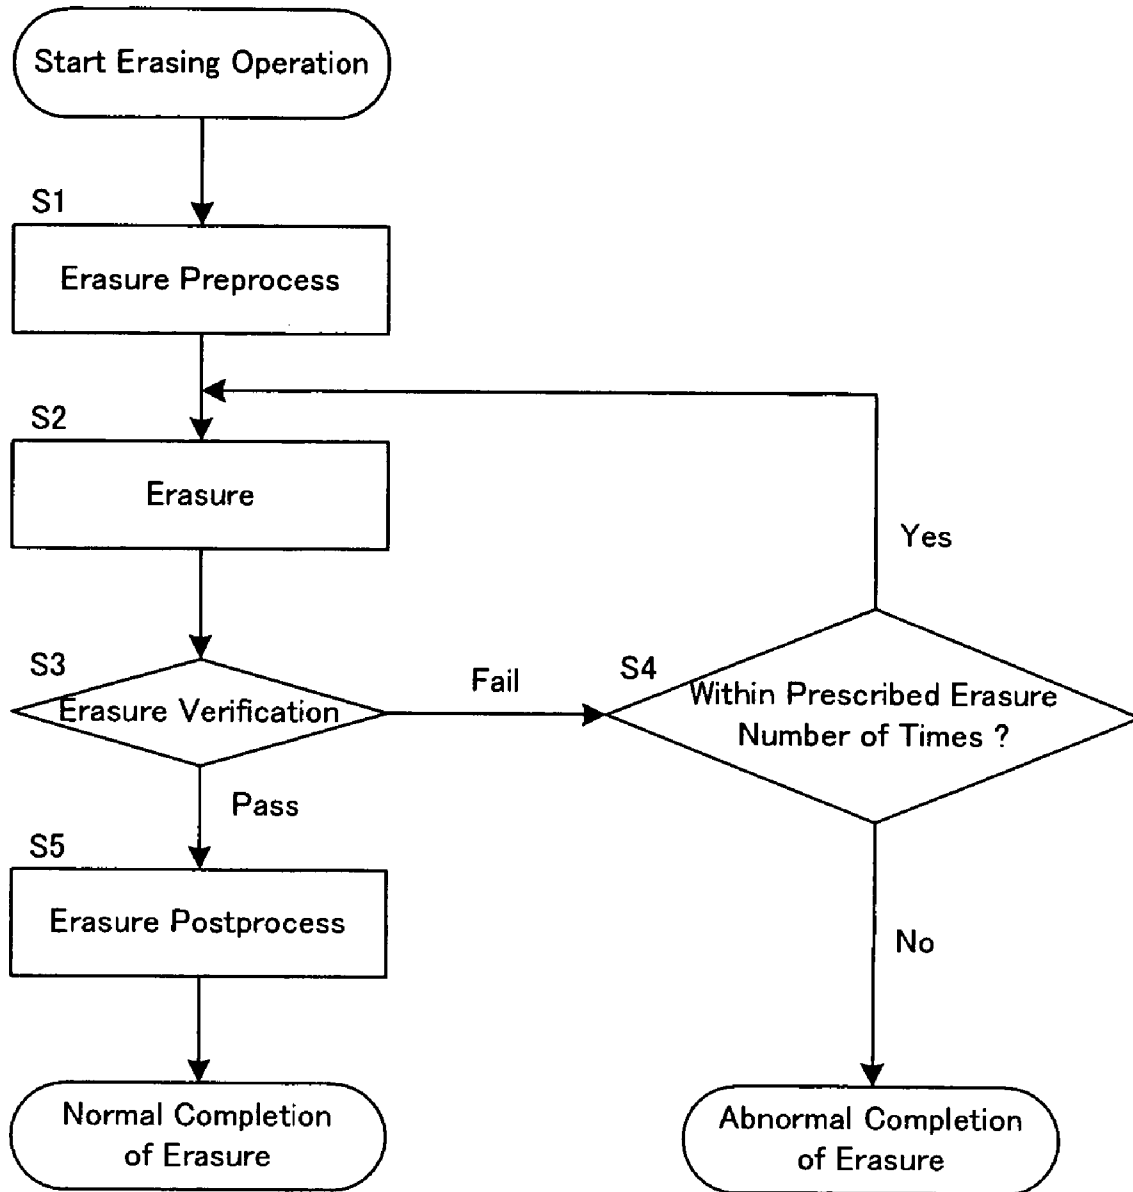 Start Erasing Operation
S1
Erasure Preprocess
S2
Erasure
Yes
S3
Erasure Verification
Fail
S4
Within Prescribed Erasure
Number of Times ?
Pass
S5
Erasure Postprocess
No
Normal Completion
of Erasure
Abnormal Completion
of Erasure